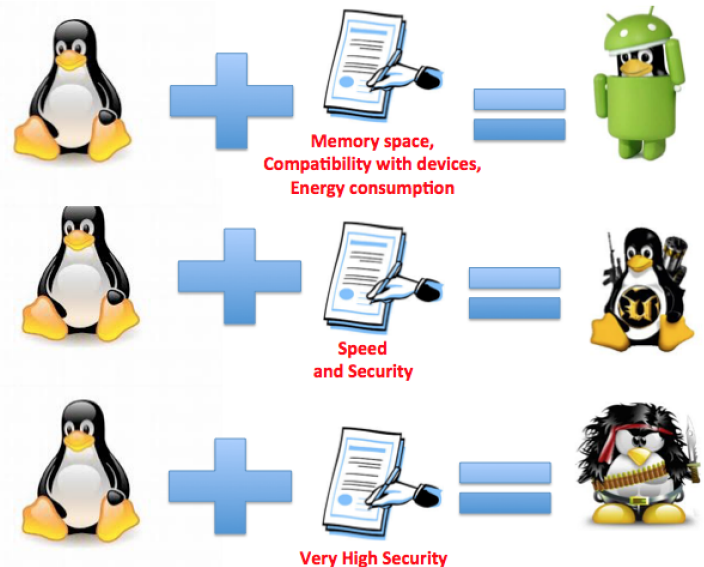 Memory space,
Compatibility with devices,
Energy consumption
Speed
and Security
Very High Security